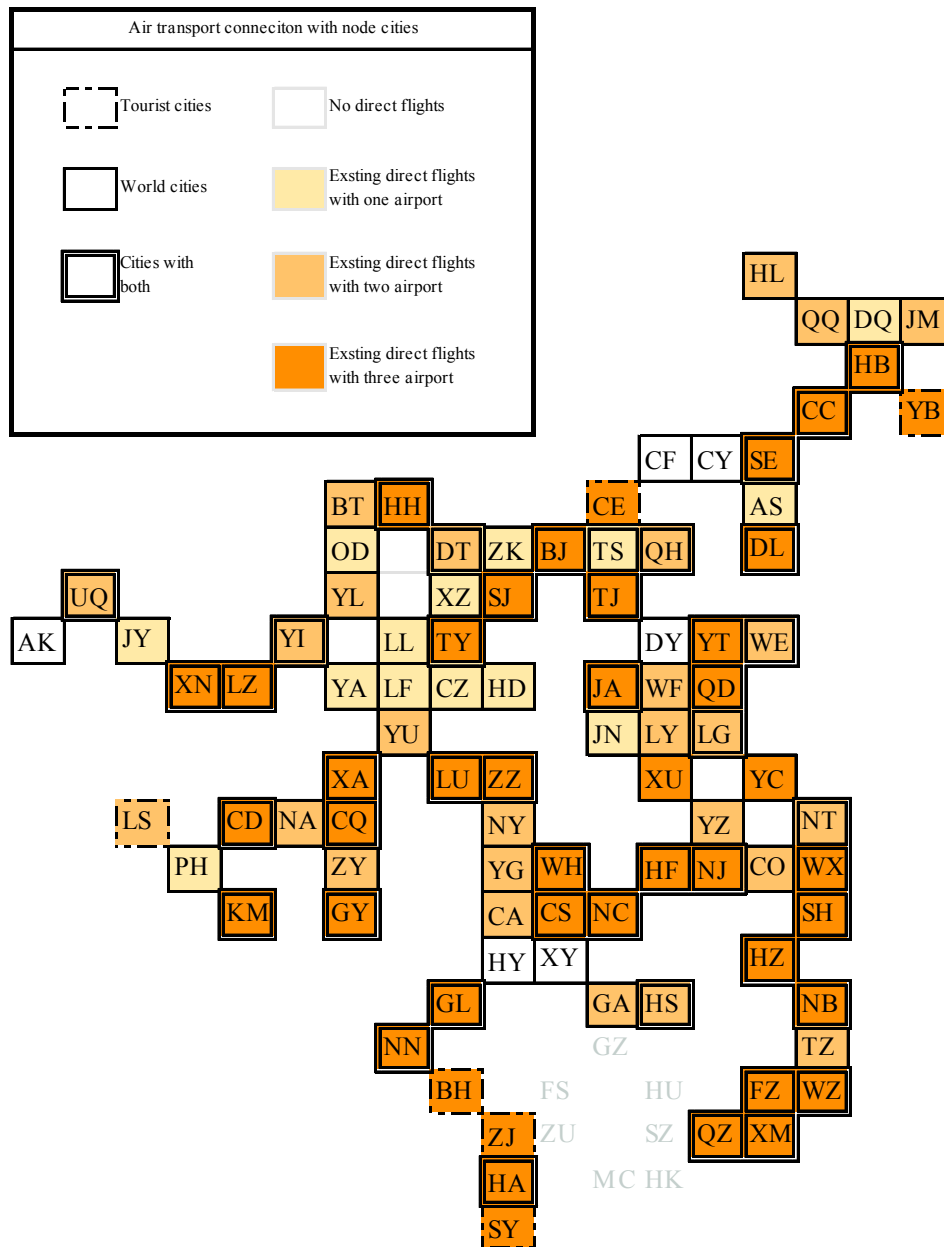 Air transport conneciton with node cities
Tourist cities
No direct flights
World cities
Exsting direct flights
with one airport
Cities with
both
Exsting direct flights
with two airport
Exsting direct flights
with three airport
HL
QQ DQ JM
HB
CC YB
CF CY SE
BT HH CE AS
OD DT ZK BJ TS QH DL
UQ YL XZ SJ TJ
AK JY YI LL TY DY YT WE
XN LZ YA LF CZ HD JA WF QD
YU JN LY LG
XA LU ZZ XU YC
LS CD NA CQ NY YZ NT
PH ZY YG WH HF NJ CO WX
KM GY CA CS NC SH
HY XY HZ
GL GA HS NB
NN GZ TZ
BH FS HU FZ WZ
ZJ ZU SZ QZ XM
HA MC HK
SY